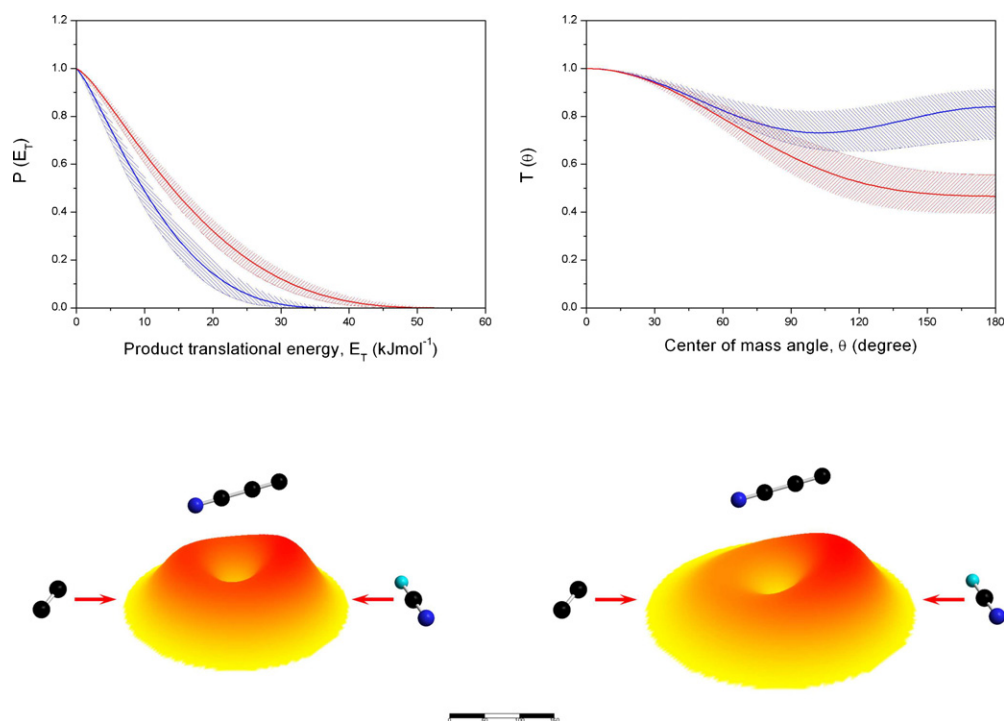 1.2
1.0
0.8
0.6
0.4
0.2
0.0
P (E_T)
0 10 20 30 40 50 60
Product translational energy, E_T (kJmol⁻¹)
1.2
1.0
0.8
0.6
0.4
0.2
0.0
T (θ)
0 30 60 90 120 150 180
Center of mass angle, θ (degree)